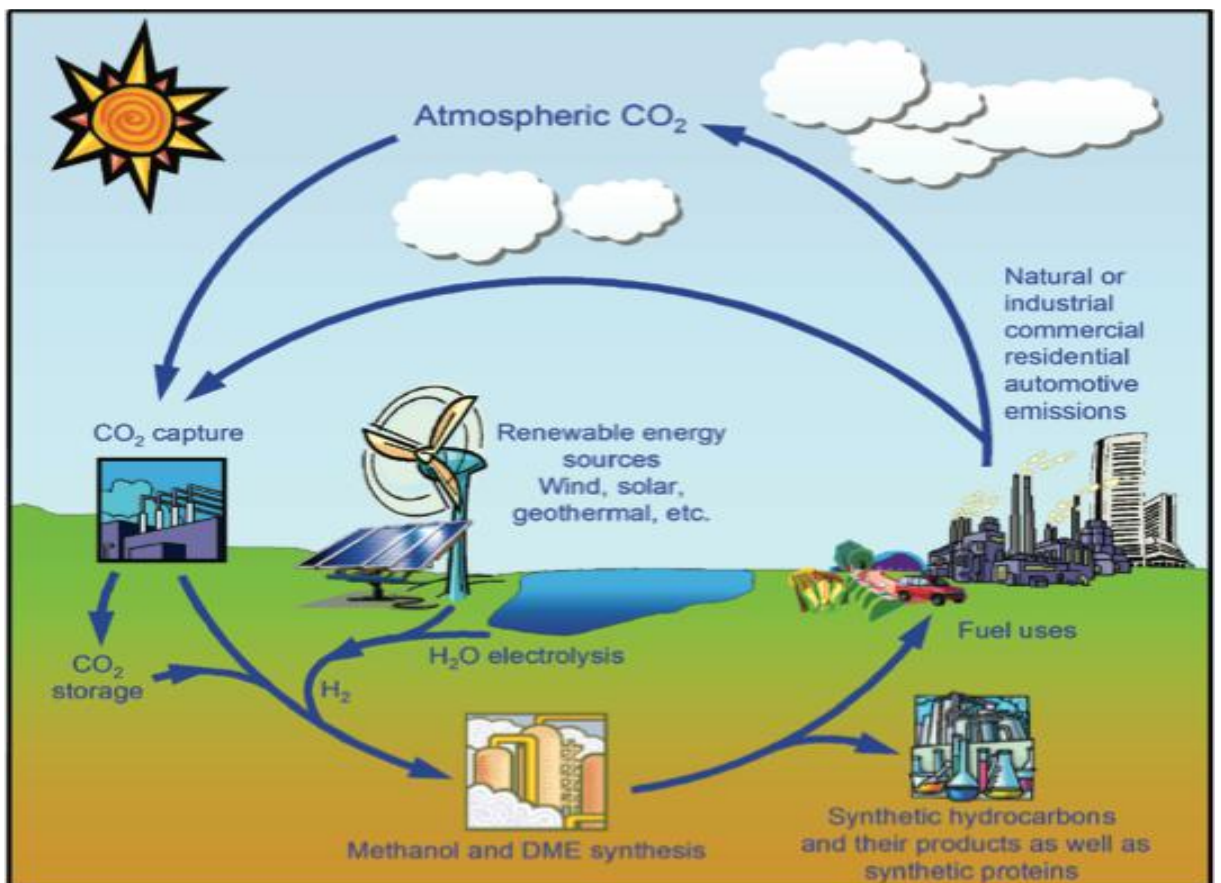 Atmospheric CO₂
Natural or
industrial
commercial
residential
automotive
emissions
CO₂ capture
Renewable energy
sources
Wind, solar,
geothermal, etc.
Fuel uses
H₂O electrolysis
CO₂
storage
H₂
Methanol and DME synthesis
Synthetic hydrocarbons
and their products as well as
synthetic proteins